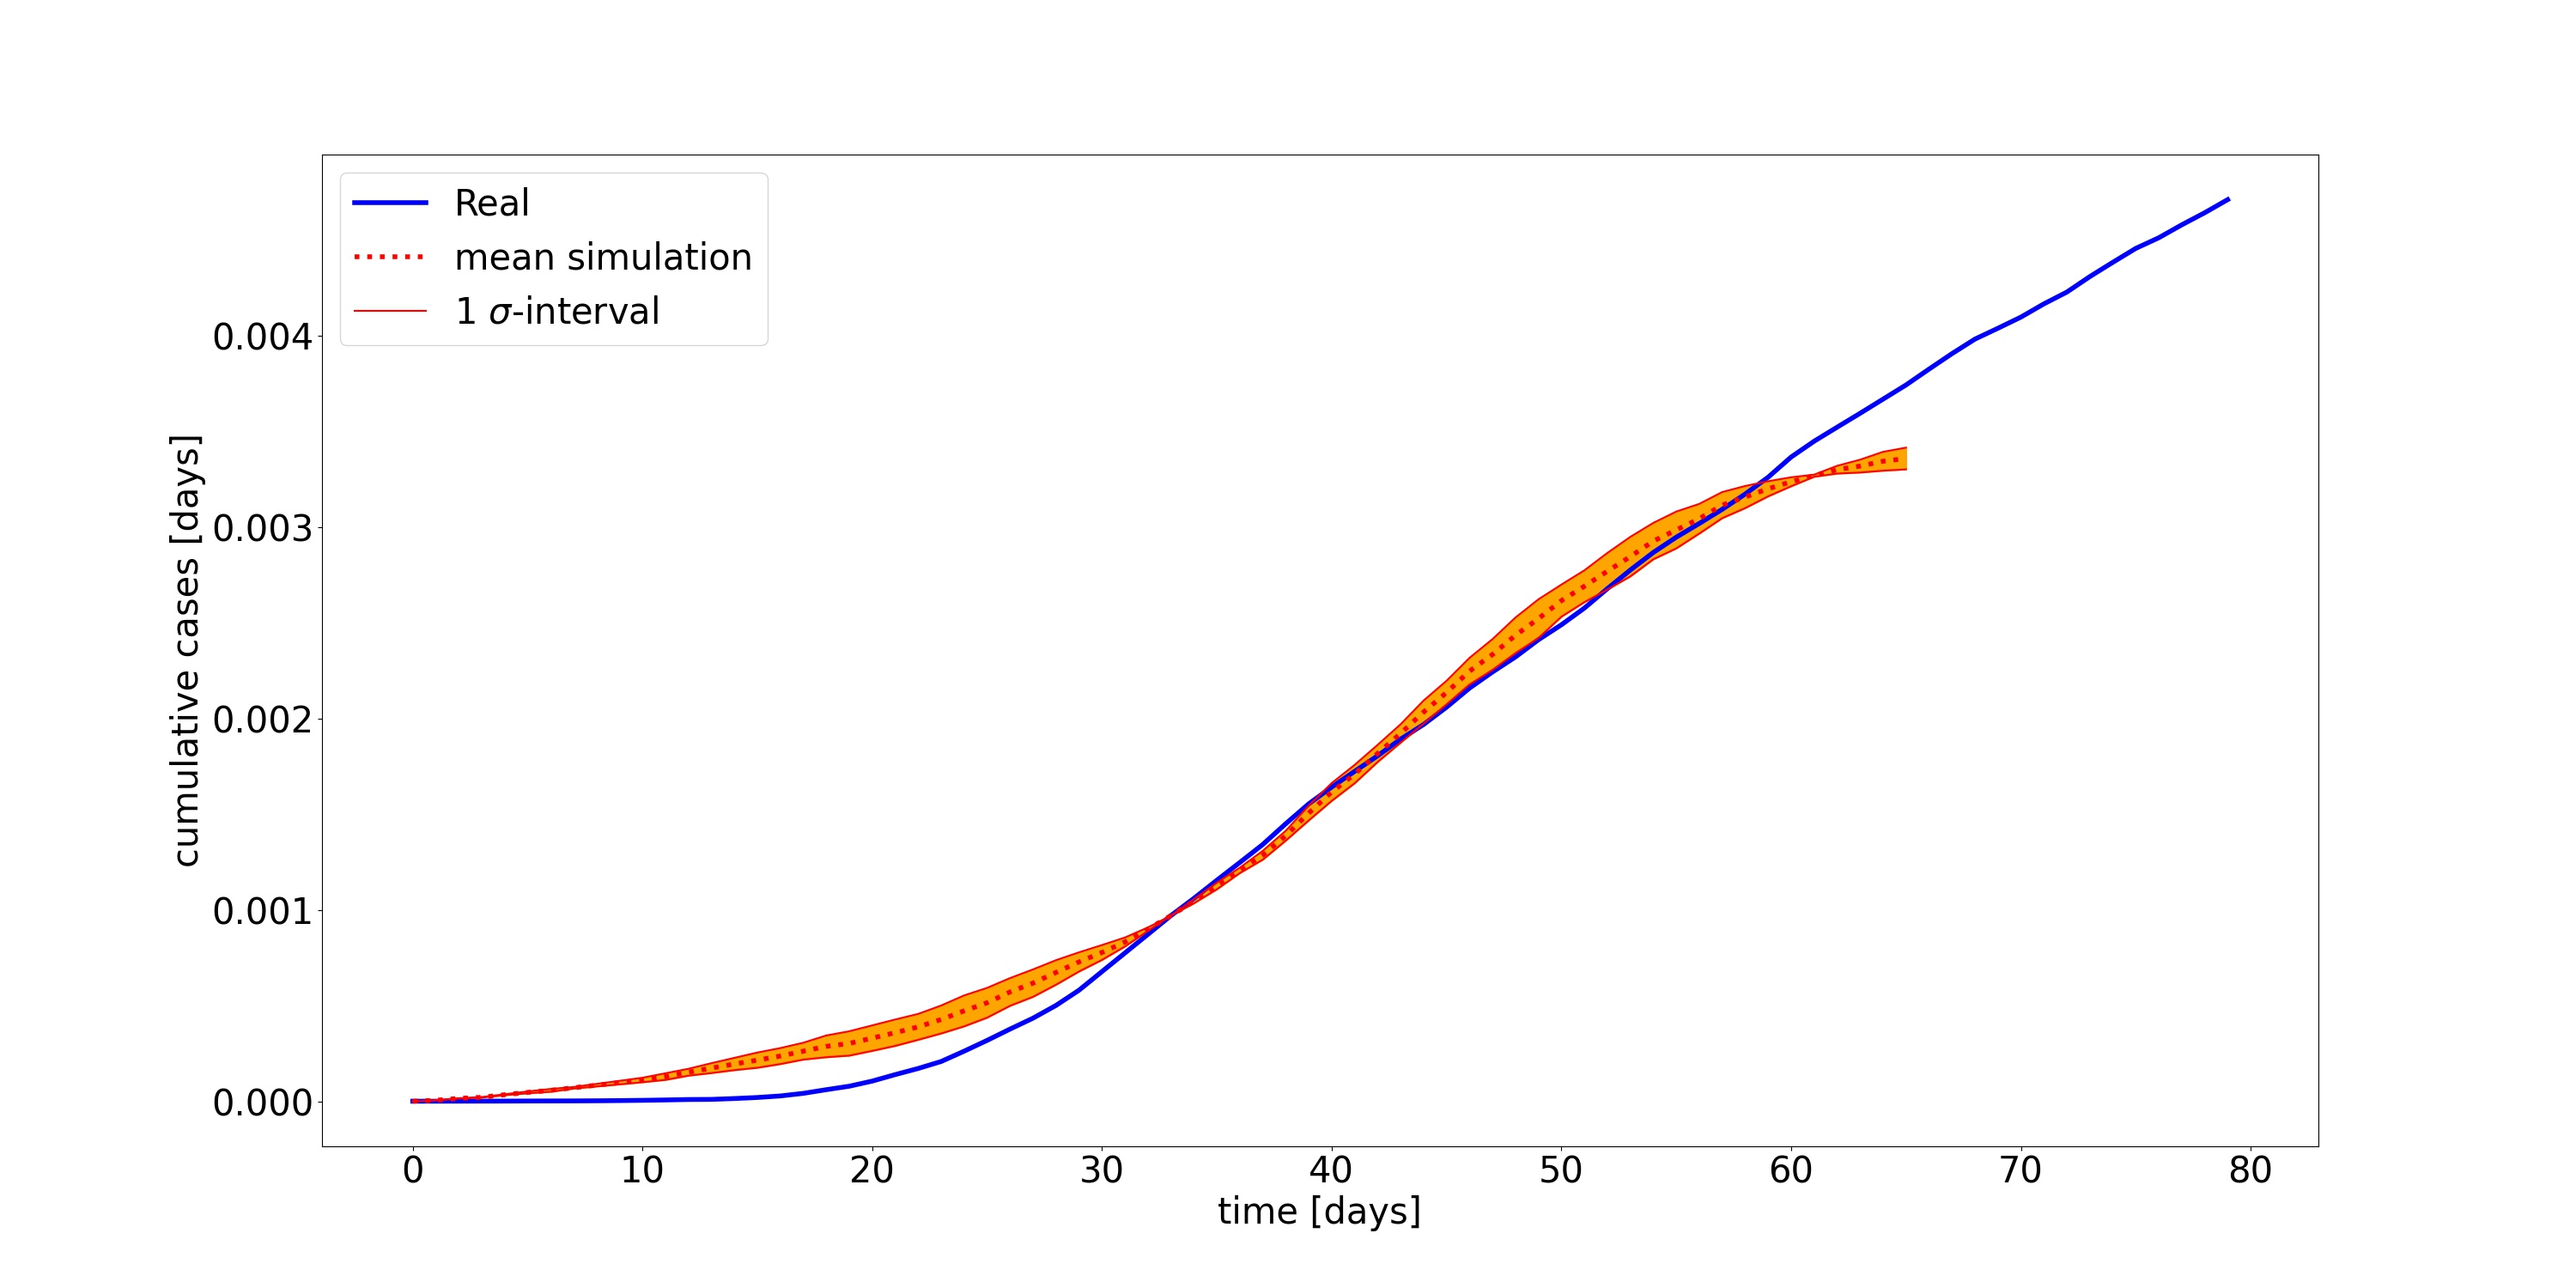 Real
mean simulation
1 σ-interval
cumulative cases [days]
0.004
0.003
0.002
0.001
0.000
0 10 20 30 40 50 60 70 80
time [days]